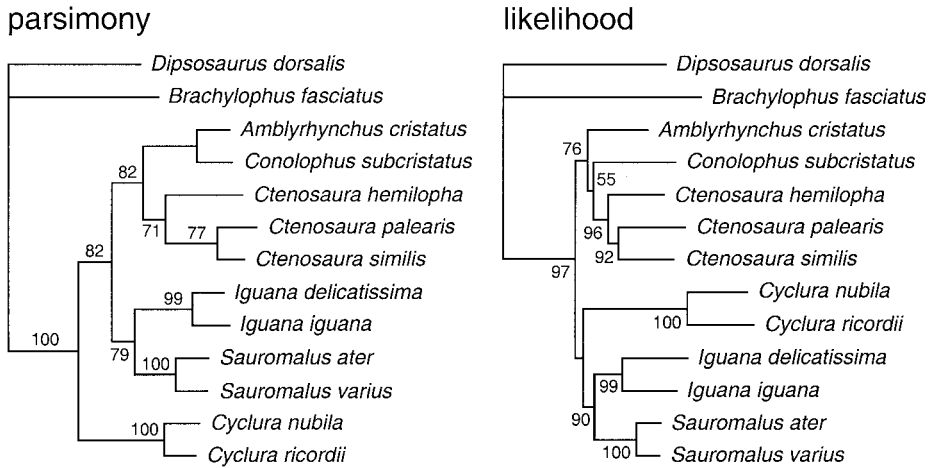 parsimony
Dipsosaurus dorsalis
Brachylophus fasciatus
Amblyrhynchus cristatus
Conolophus subcristatus
82
Ctenosaura hemilopha
71
77
Ctenosaura palearis
Ctenosaura similis
82
99
Iguana delicatissima
Iguana iguana
100
79
100
Sauromalus ater
Sauromalus varius
100
Cyclura nubila
Cyclura ricordii
likelihood
Dipsosaurus dorsalis
Brachylophus fasciatus
Amblyrhynchus cristatus
76
Conolophus subcristatus
55
Ctenosaura hemilopha
96
Ctenosaura palearis
92
Ctenosaura similis
97
Cyclura nubila
100
Cyclura ricordii
Iguana delicatissima
99
Iguana iguana
90
Sauromalus ater
100
Sauromalus varius